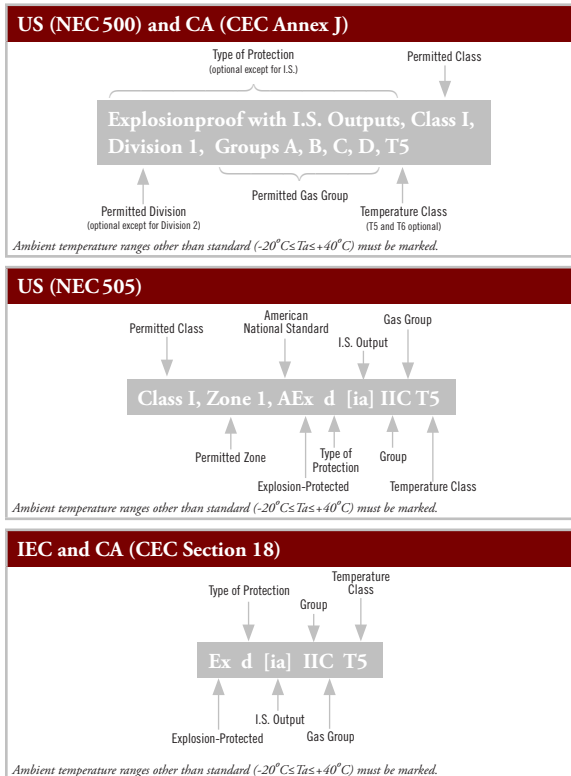 US (NEC 500) and CA (CEC Annex J)
Type of Protection
(optional except for I.S.)
Permitted Class
Explosionproof with I.S. Outputs, Class I,
Division 1, Groups A, B, C, D, T5
Permitted Gas Group
Permitted Division
(optional except for Division 2)
Temperature Class
(T5 and T6 optional)
Ambient temperature ranges other than standard (-20°C≤Ta≤+40°C) must be marked.
US (NEC 505)
Permitted Class
American
National Standard
I.S. Output
Gas Group
Class I, Zone 1, AEx d [ia] IIC T5
Permitted Zone
Explosion-Protected
Type of
Protection
Group
Temperature Class
Ambient temperature ranges other than standard (-20°C≤Ta≤+40°C) must be marked.
IEC and CA (CEC Section 18)
Type of Protection
Group
Temperature
Class
Ex d [ia] IIC T5
Explosion-Protected
I.S. Output
Gas Group
Ambient temperature ranges other than standard (-20°C≤Ta≤+40°C) must be marked.